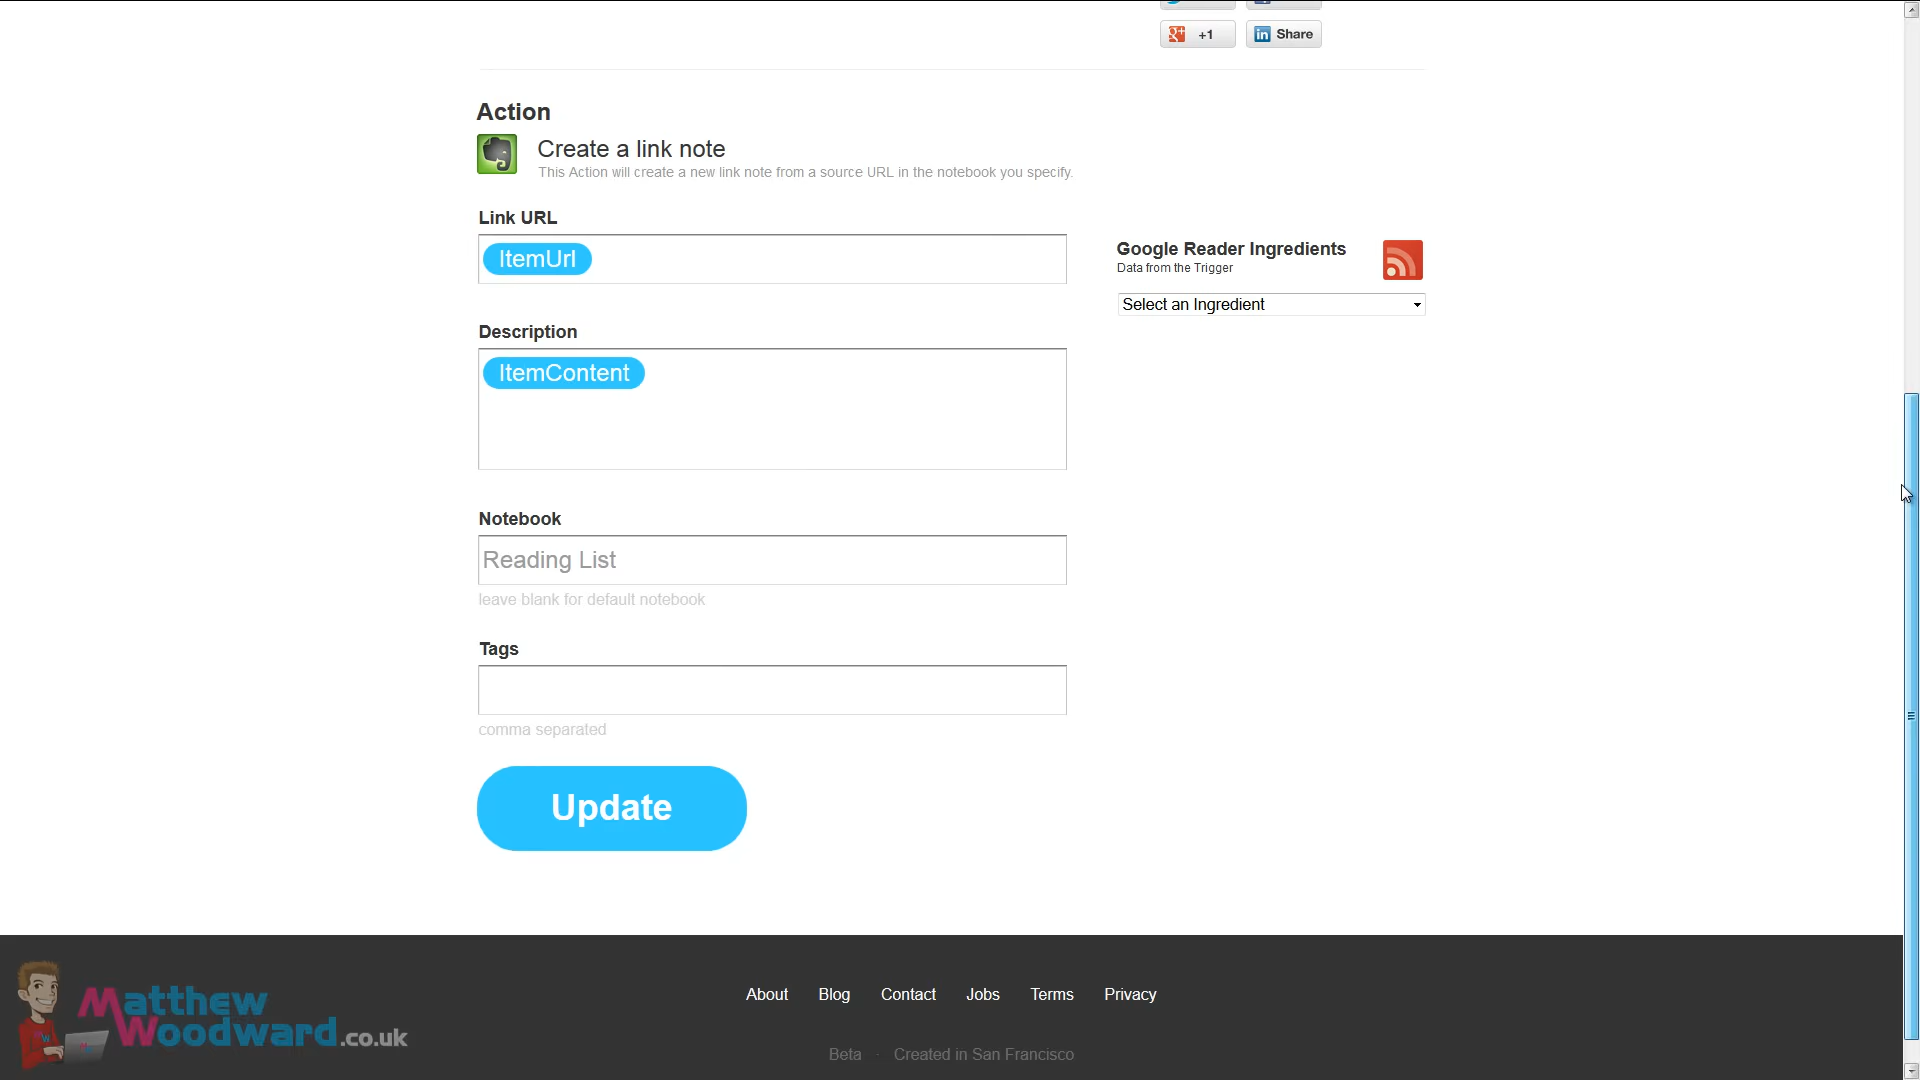 +1
Share
Action
Create a link note
This Action will create a new link note from a source URL in the notebook you specify.
Link URL
ItemUrl
Google Reader Ingredients
Data from the Trigger
Select an Ingredient
Description
ItemContent
Notebook
Reading List
leave blank for default notebook
Tags
comma separated
Update
About Blog Contact Jobs Terms Privacy
Matthew
Woodward.co.uk
Beta · Created in San Francisco